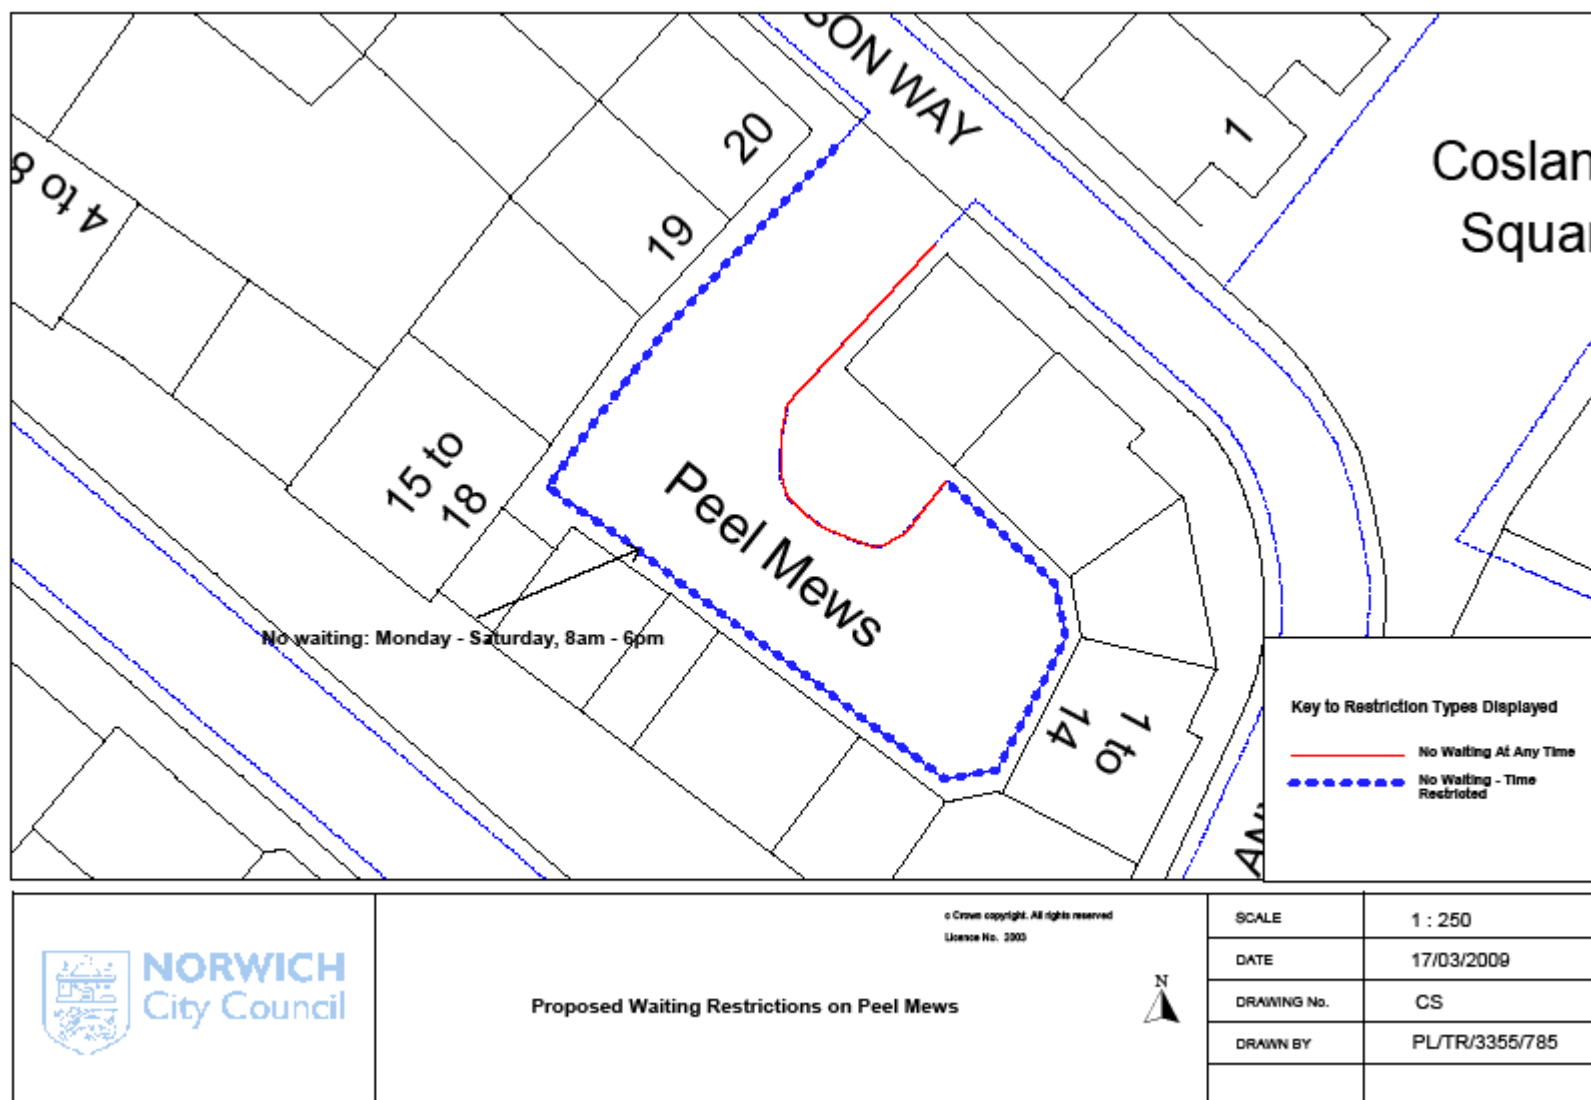 SON WAY
20
19
1
Coslan
Squar
4 to 8
15 to
18
Peel Mews
No waiting: Monday - Saturday, 8am - 6pm
1 to
14
Key to Restriction Types Displayed
No Waiting At Any Time
No Waiting - Time
Restricted
NORWICH
City Council
c Crown copyright. All rights reserved
Licence No. 2003
Proposed Waiting Restrictions on Peel Mews
N
SCALE 1 : 250
DATE 17/03/2009
DRAWING No. CS
DRAWN BY PL/TR/3355/785